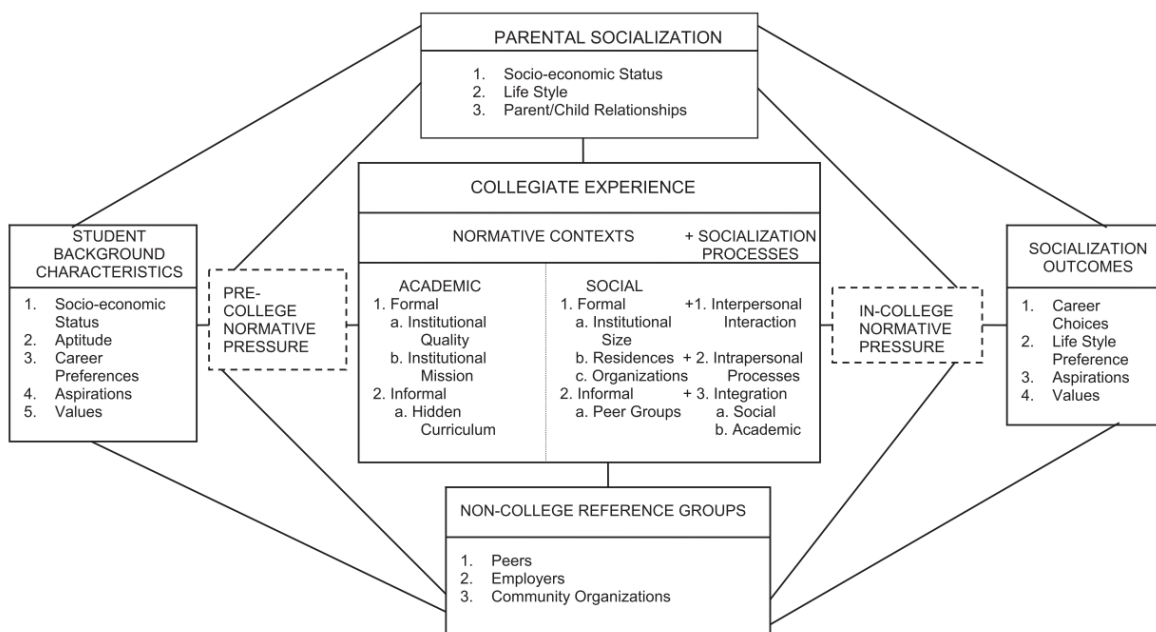 PARENTAL SOCIALIZATION
1. Socio-economic Status
2. Life Style
3. Parent/Child Relationships
STUDENT
BACKGROUND
CHARACTERISTICS
1. Socio-economic
Status
2. Aptitude
3. Career
Preferences
4. Aspirations
5. Values
PRE-
COLLEGE
NORMATIVE
PRESSURE
COLLEGIATE EXPERIENCE
NORMATIVE CONTEXTS
+ SOCIALIZATION
PROCESSES
ACADEMIC
1. Formal
a. Institutional
Quality
b. Institutional
Mission
2. Informal
a. Hidden
Curriculum
SOCIAL
1. Formal
a. Institutional
Size
b. Residences
c. Organizations
2. Informal
a. Peer Groups
+1. Interpersonal
Interaction
+ 2. Intrapersonal
Processes
+ 3. Integration
a. Social
b. Academic
IN-COLLEGE
NORMATIVE
PRESSURE
SOCIALIZATION
OUTCOMES
1. Career
Choices
2. Life Style
Preference
3. Aspirations
4. Values
NON-COLLEGE REFERENCE GROUPS
1. Peers
2. Employers
3. Community Organizations